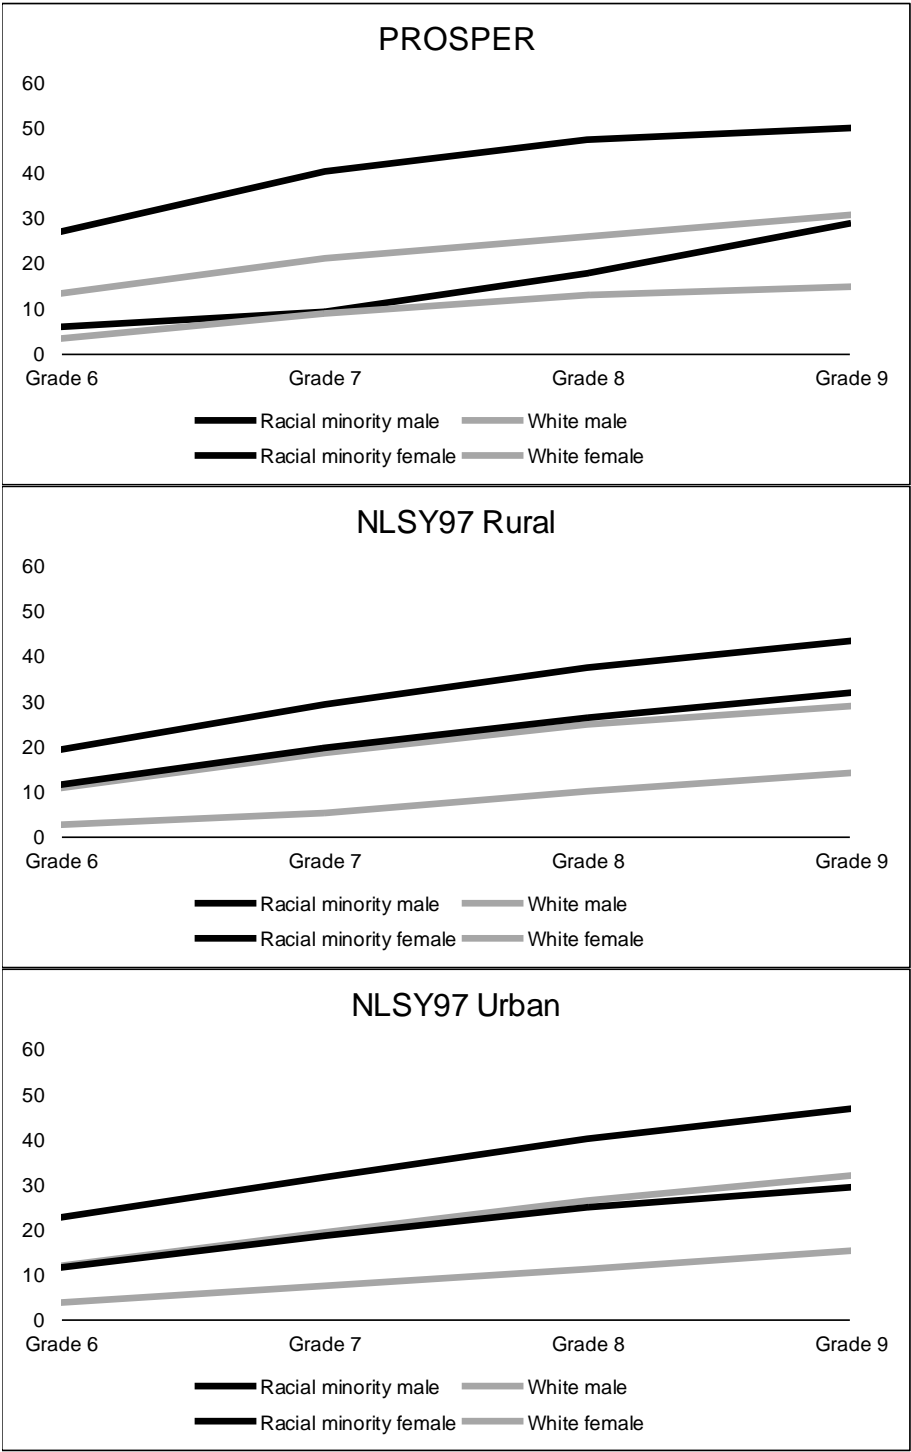 PROSPER
60
50
40
30
20
10
0
Grade 6 Grade 7 Grade 8 Grade 9
Racial minority male White male
Racial minority female White female
NLSY97 Rural
60
50
40
30
20
10
0
Grade 6 Grade 7 Grade 8 Grade 9
Racial minority male White male
Racial minority female White female
NLSY97 Urban
60
50
40
30
20
10
0
Grade 6 Grade 7 Grade 8 Grade 9
Racial minority male White male
Racial minority female White female